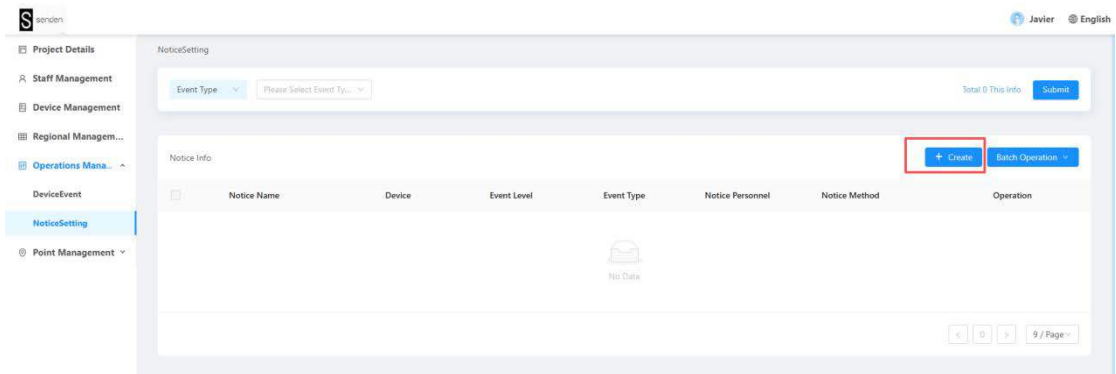 S senden
Javier English
Project Details
Staff Management
Device Management
Regional Managem...
Operations Mana...
DeviceEvent
NoticeSetting
Point Management
NoticeSetting
Event Type Please Select Event Ty... Total 0 This Info Submit
Notice Info + Create Batch Operation
Notice Name Device Event Level Event Type Notice Personnel Notice Method Operation
No Data
< 0 > 9 / Page